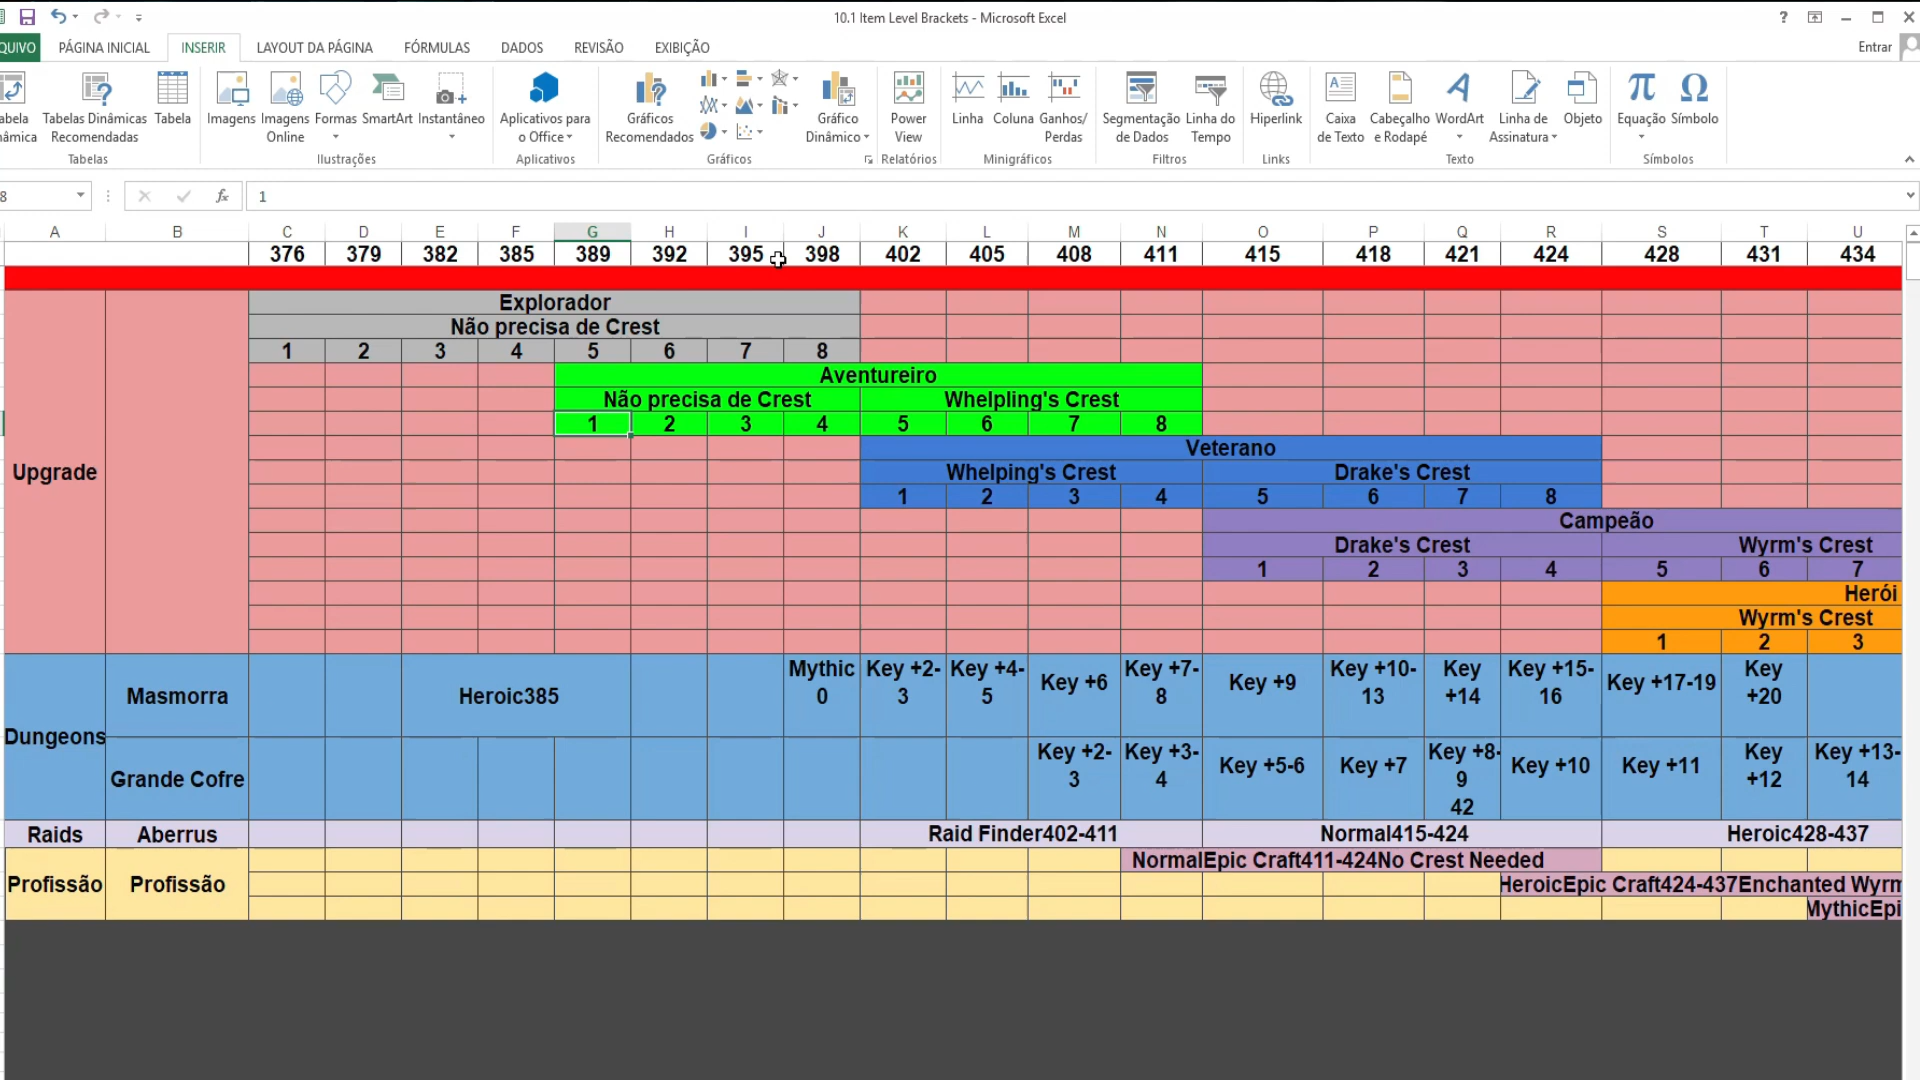 10.1 Item Level Brackets - Microsoft Excel
QUIVO PÁGINA INICIAL INSERIR LAYOUT DA PÁGINA FÓRMULAS DADOS REVISÃO EXIBIÇÃO Entrar
abela
nâmica
Tabelas Dinâmicas
Recomendadas
Tabela
Tabelas
Imagens
Imagens
Online
Formas
SmartArt
Instantâneo
Ilustrações
Aplicativos para
o Office
Aplicativos
Gráficos
Recomendados
Gráfico
Dinâmico
Gráficos
Power
View
Relatórios
Linha
Coluna
Ganhos/
Perdas
Minigráficos
Segmentação
de Dados
Linha do
Tempo
Filtros
Hiperlink
Links
Caixa
de Texto
Cabeçalho
e Rodapé
WordArt
Linha de
Assinatura
Objeto
Texto
Equação
Símbolo
Símbolos
8 fx 1
A B C D E F G H I J K L M N O P Q R S T U
376 379 382 385 389 392 395 398 402 405 408 411 415 418 421 424 428 431 434
Explorador
Não precisa de Crest
1 2 3 4 5 6 7 8
Aventureiro
Não precisa de Crest Whelpling's Crest
1 2 3 4 5 6 7 8
Veterano
Upgrade Whelping's Crest Drake's Crest
1 2 3 4 5 6 7 8
Campeão
Drake's Crest Wyrm's Crest
1 2 3 4 5 6 7
Herói
Wyrm's Crest
1 2 3
Dungeons
Masmorra
Heroic385
Mythic
0
Key +2-
3
Key +4-
5
Key +6
Key +7-
8
Key +9
Key +10-
13
Key
+14
Key +15-
16
Key +17-19
Key
+20
Grande Cofre
Key +2-
3
Key +3-
4
Key +5-6
Key +7
Key +8-
9
42
Key +10
Key +11
Key
+12
Key +13-
14
Raids Aberrus Raid Finder402-411 Normal415-424 Heroic428-437
NormalEpic Craft411-424No Crest Needed
Profissão Profissão HeroicEpic Craft424-437Enchanted Wyrm
MythicEpi